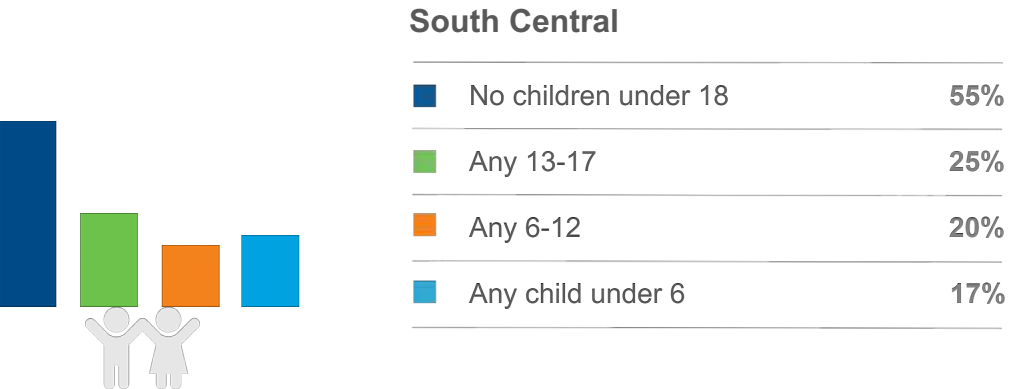 South Central
No children under 18 55%
Any 13-17 25%
Any 6-12 20%
Any child under 6 17%